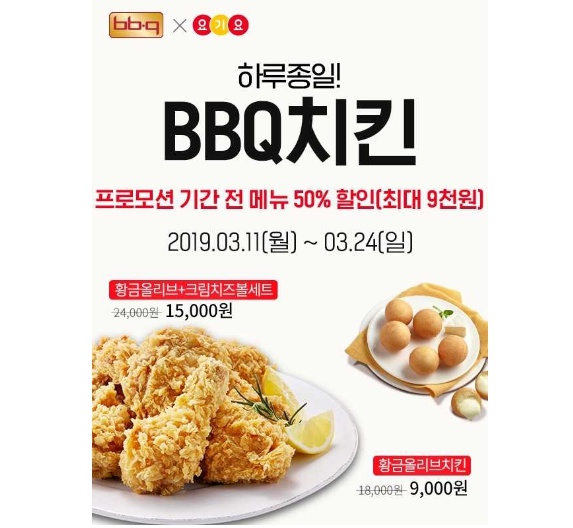 bb.q × 요기요
하루종일!
BBQ치킨
프로모션 기간 전 메뉴 50% 할인(최대 9천원)
2019.03.11(월) ~ 03.24(일)
황금올리브+크림치즈볼세트
24,000원 15,000원
황금올리브치킨
18,000원 9,000원